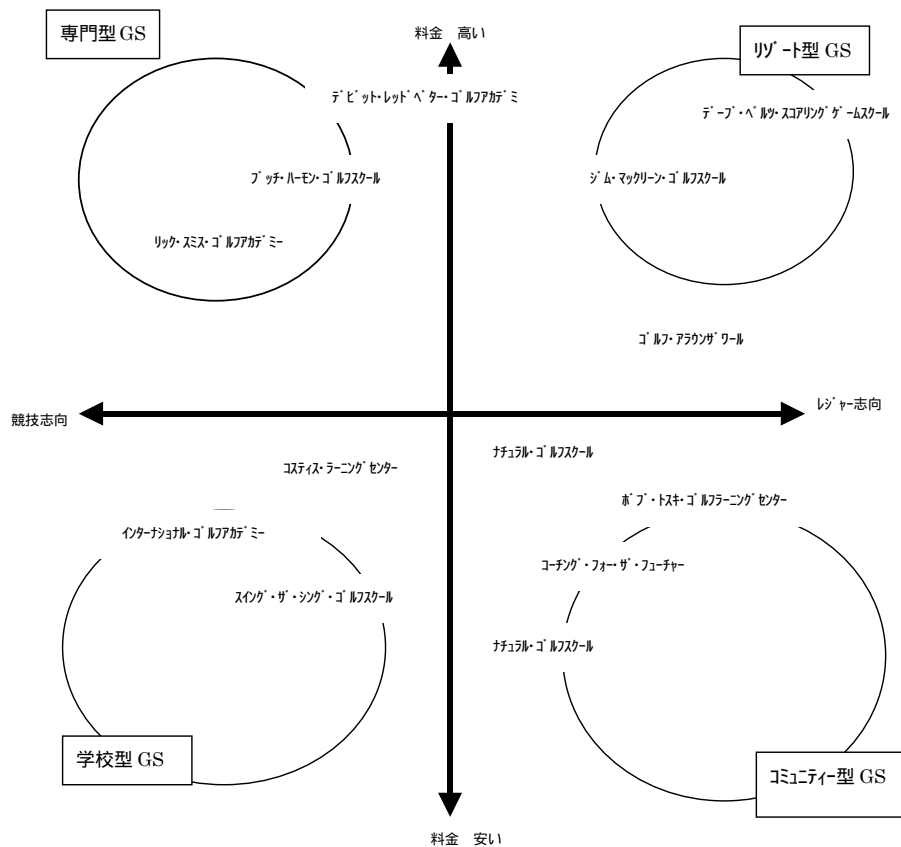 専門型 GS
料金　高い
ﾘｿﾞｰﾄ型 GS
ﾃﾞﾋﾞｯﾄ・ﾚｯﾄﾞﾍﾞﾀｰ・ｺﾞﾙﾌｱｶﾃﾞﾐ
ﾃﾞｰﾌﾞ・ﾍﾟﾙﾂ・ｽｺｱﾘﾝｸﾞｹﾞｰﾑｽｸｰﾙ
ﾌﾞｯﾁ・ﾊｰﾓﾝ・ｺﾞﾙﾌｽｸｰﾙ
ｼﾞﾑ・ﾏｯｸﾘｰﾝ・ｺﾞﾙﾌｽｸｰﾙ
ﾘｯｸ・ｽﾐｽ・ｺﾞﾙﾌｱｶﾃﾞﾐｰ
ｺﾞﾙﾌ・ｱﾗｳﾝｻﾞﾜｰﾙ
競技志向
ﾚｼﾞｬｰ志向
ﾅﾁｭﾗﾙ・ｺﾞﾙﾌｽｸｰﾙ
ｺｽﾃｨｽ・ﾗｰﾆﾝｸﾞｾﾝﾀｰ
ﾎﾞﾌﾞ・ﾄｽｷ・ｺﾞﾙﾌﾗｰﾆﾝｸﾞｾﾝﾀｰ
ｲﾝﾀｰﾅｼｮﾅﾙ・ｺﾞﾙﾌｱｶﾃﾞﾐｰ
ｺｰﾁﾝｸﾞ・ﾌｫｰ・ｻﾞ・ﾌｭｰﾁｬｰ
ｽｲﾝｸﾞ・ｻﾞ・ｼﾝｸﾞ・ｺﾞﾙﾌｽｸｰﾙ
ﾅﾁｭﾗﾙ・ｺﾞﾙﾌｽｸｰﾙ
学校型 GS
ｺﾐｭﾆﾃｨｰ型 GS
料金　安い